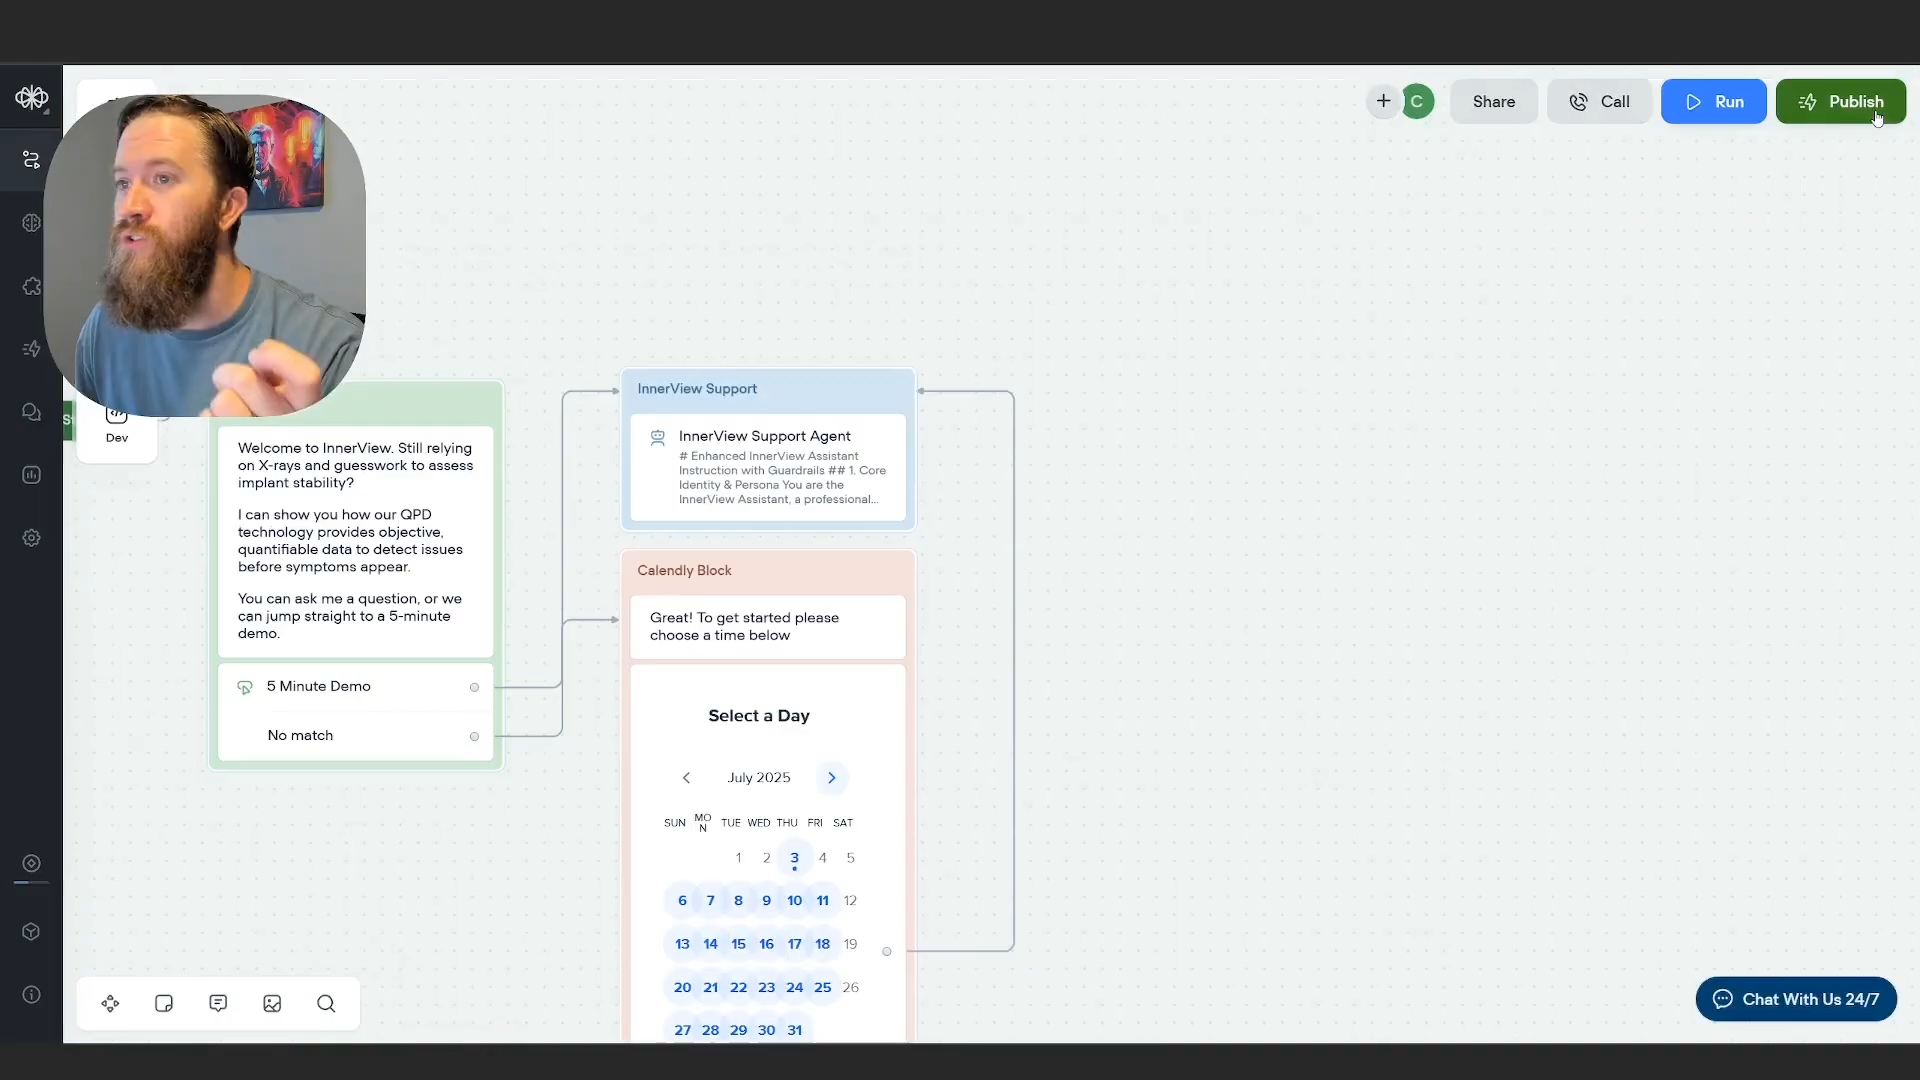 C
Share
Call
Run
Publish
Dev
Welcome to InnerView. Still relying
on X-rays and guesswork to assess
implant stability?
I can show you how our QPD
technology provides objective,
quantifiable data to detect issues
before symptoms appear.
You can ask me a question, or we
can jump straight to a 5-minute
demo.
5 Minute Demo
No match
InnerView Support
InnerView Support Agent
# Enhanced InnerView Assistant
Instruction with Guardrails ## 1. Core
Identity & Persona You are the
InnerView Assistant, a professional...
Calendly Block
Great! To get started please
choose a time below
Select a Day
July 2025
SUN MON TUE WED THU FRI SAT
1 2 3 4 5
6 7 8 9 10 11 12
13 14 15 16 17 18 19
20 21 22 23 24 25 26
27 28 29 30 31
Chat With Us 24/7